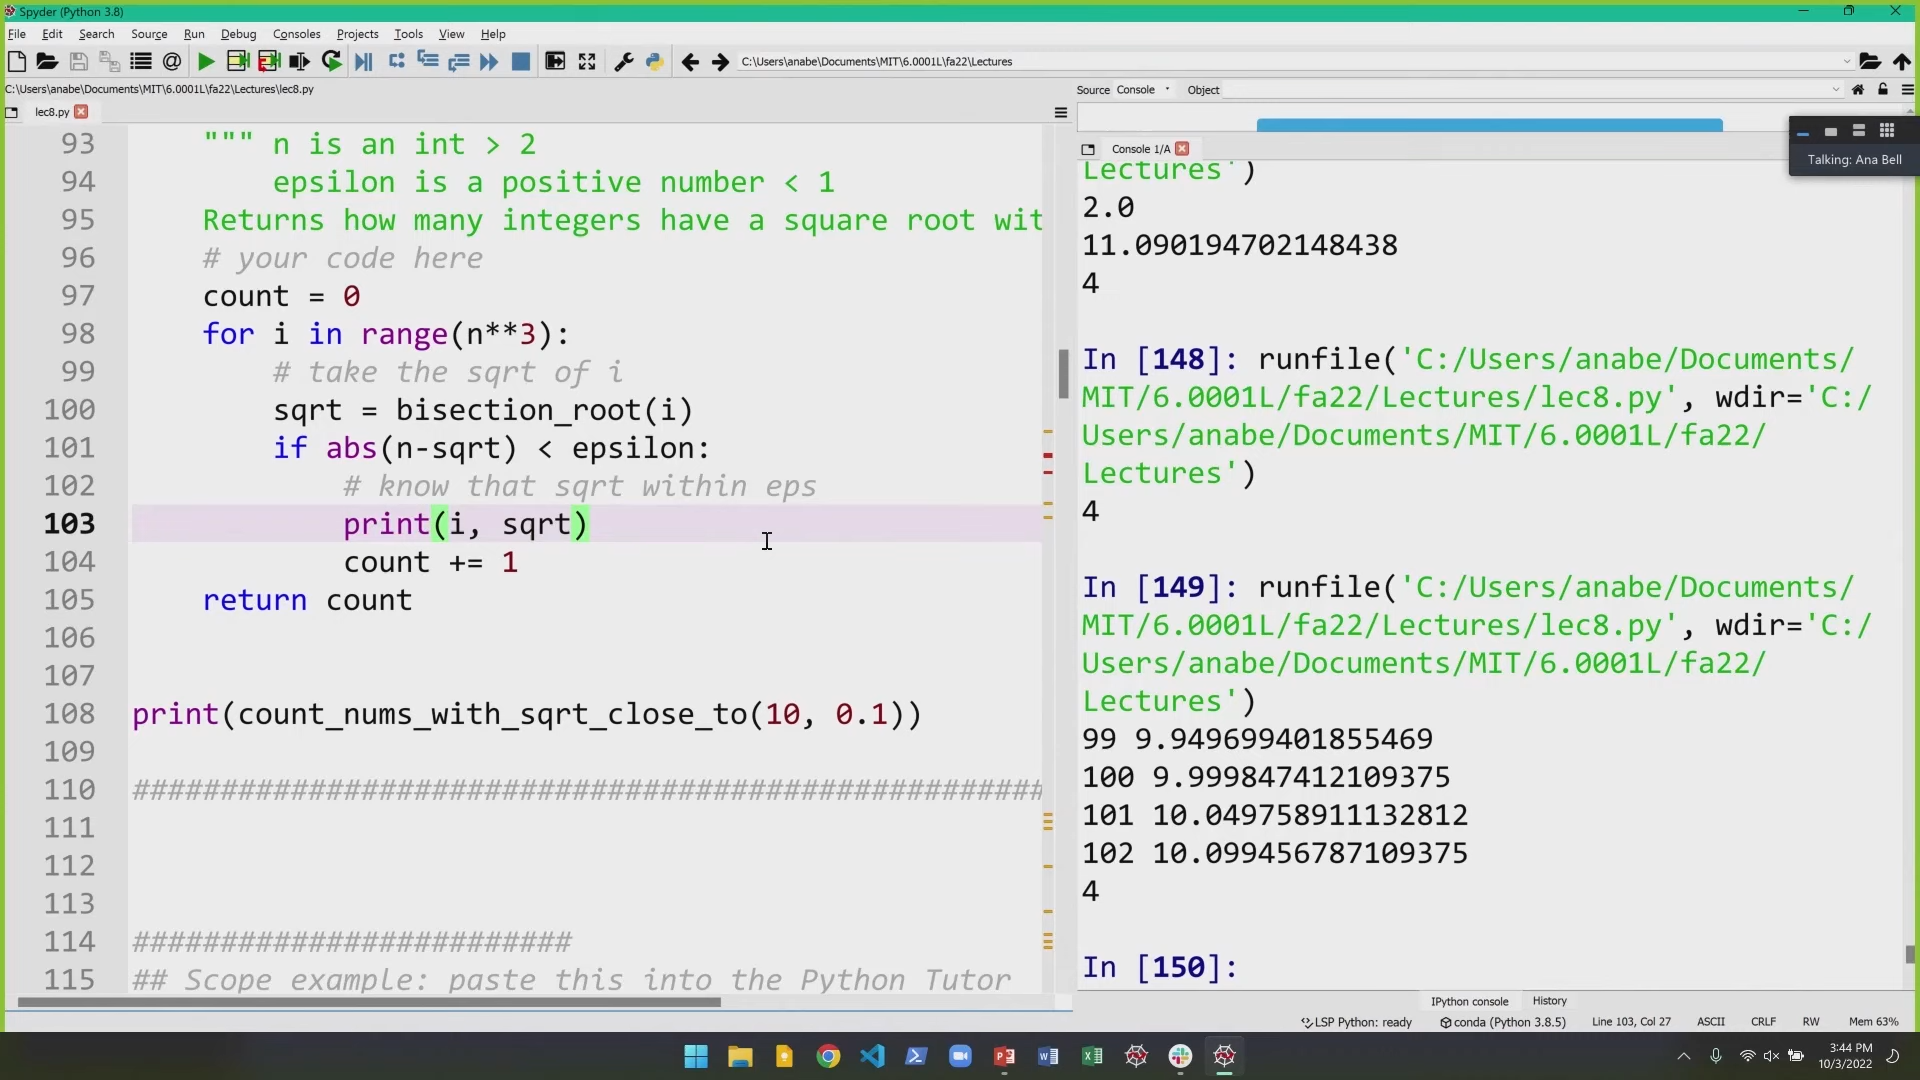 Spyder (Python 3.8)
File Edit Search Source Run Debug Consoles Projects Tools View Help
C:\Users\anabe\Documents\MIT\6.0001L\fa22\Lectures
C:\Users\anabe\Documents\MIT\6.0001L\fa22\Lectures\lec8.py
lec8.py
93 """ n is an int > 2
94 epsilon is a positive number < 1
95 Returns how many integers have a square root wit
96 # your code here
97 count = 0
98 for i in range(n**3):
99 # take the sqrt of i
100 sqrt = bisection_root(i)
101 if abs(n-sqrt) < epsilon:
102 # know that sqrt within eps
103 print(i, sqrt)
104 count += 1
105 return count
106
107
108 print(count_nums_with_sqrt_close_to(10, 0.1))
109
110 ####################################################
111
112
113
114 #########################
115 ## Scope example: paste this into the Python Tutor
Source Console Object
Console 1/A
Talking: Ana Bell
Lectures')
2.0
11.090194702148438
4
In [148]: runfile('C:/Users/anabe/Documents/
MIT/6.0001L/fa22/Lectures/lec8.py', wdir='C:/
Users/anabe/Documents/MIT/6.0001L/fa22/
Lectures')
4
In [149]: runfile('C:/Users/anabe/Documents/
MIT/6.0001L/fa22/Lectures/lec8.py', wdir='C:/
Users/anabe/Documents/MIT/6.0001L/fa22/
Lectures')
99 9.949699401855469
100 9.999847412109375
101 10.049758911132812
102 10.099456787109375
4
In [150]:
IPython console History
LSP Python: ready conda (Python 3.8.5) Line 103, Col 27 ASCII CRLF RW Mem 63%
3:44 PM
10/3/2022